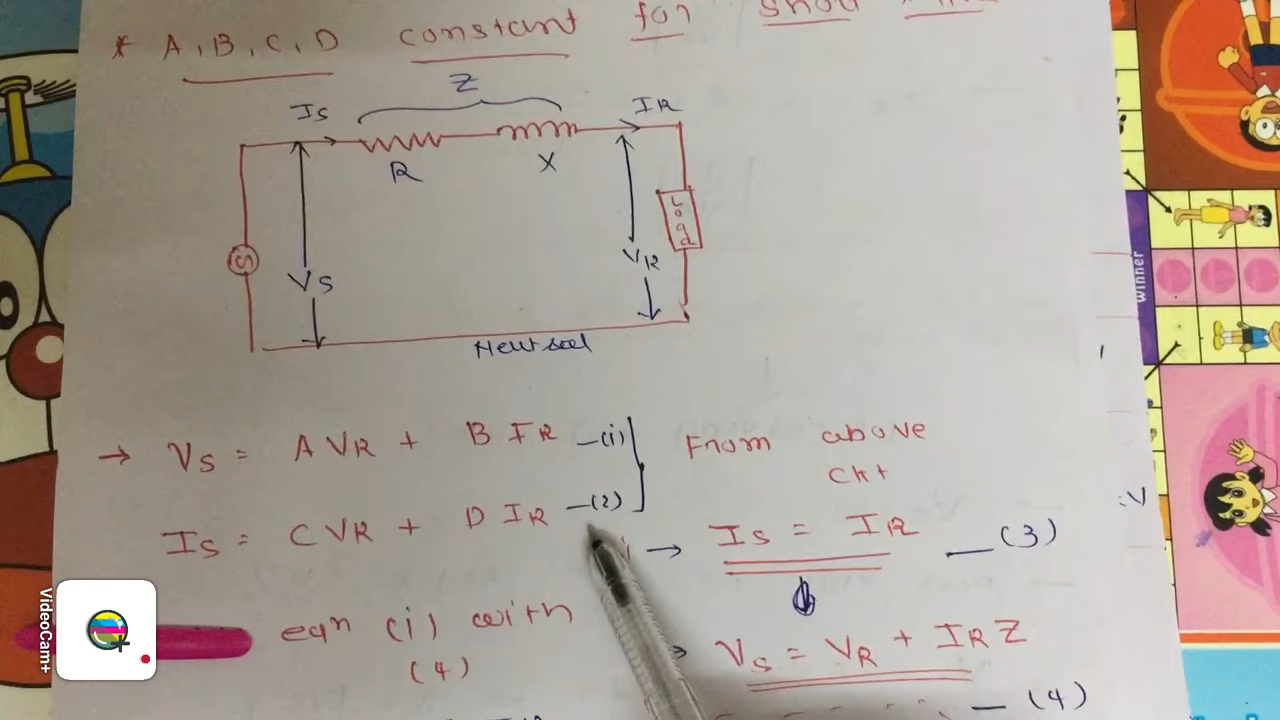 * A, B, C, D constant for
Z
IS
IR
R
X
S
Load
VS
VR
Neutral
→ VS = A VR + B IR —(1)
From above
ckt
IS = C VR + D IR —(2)
→ IS = IR —(3)
eqn (1) with
(4)
VS = VR + IR Z
—(4)
winner
VideoCam+